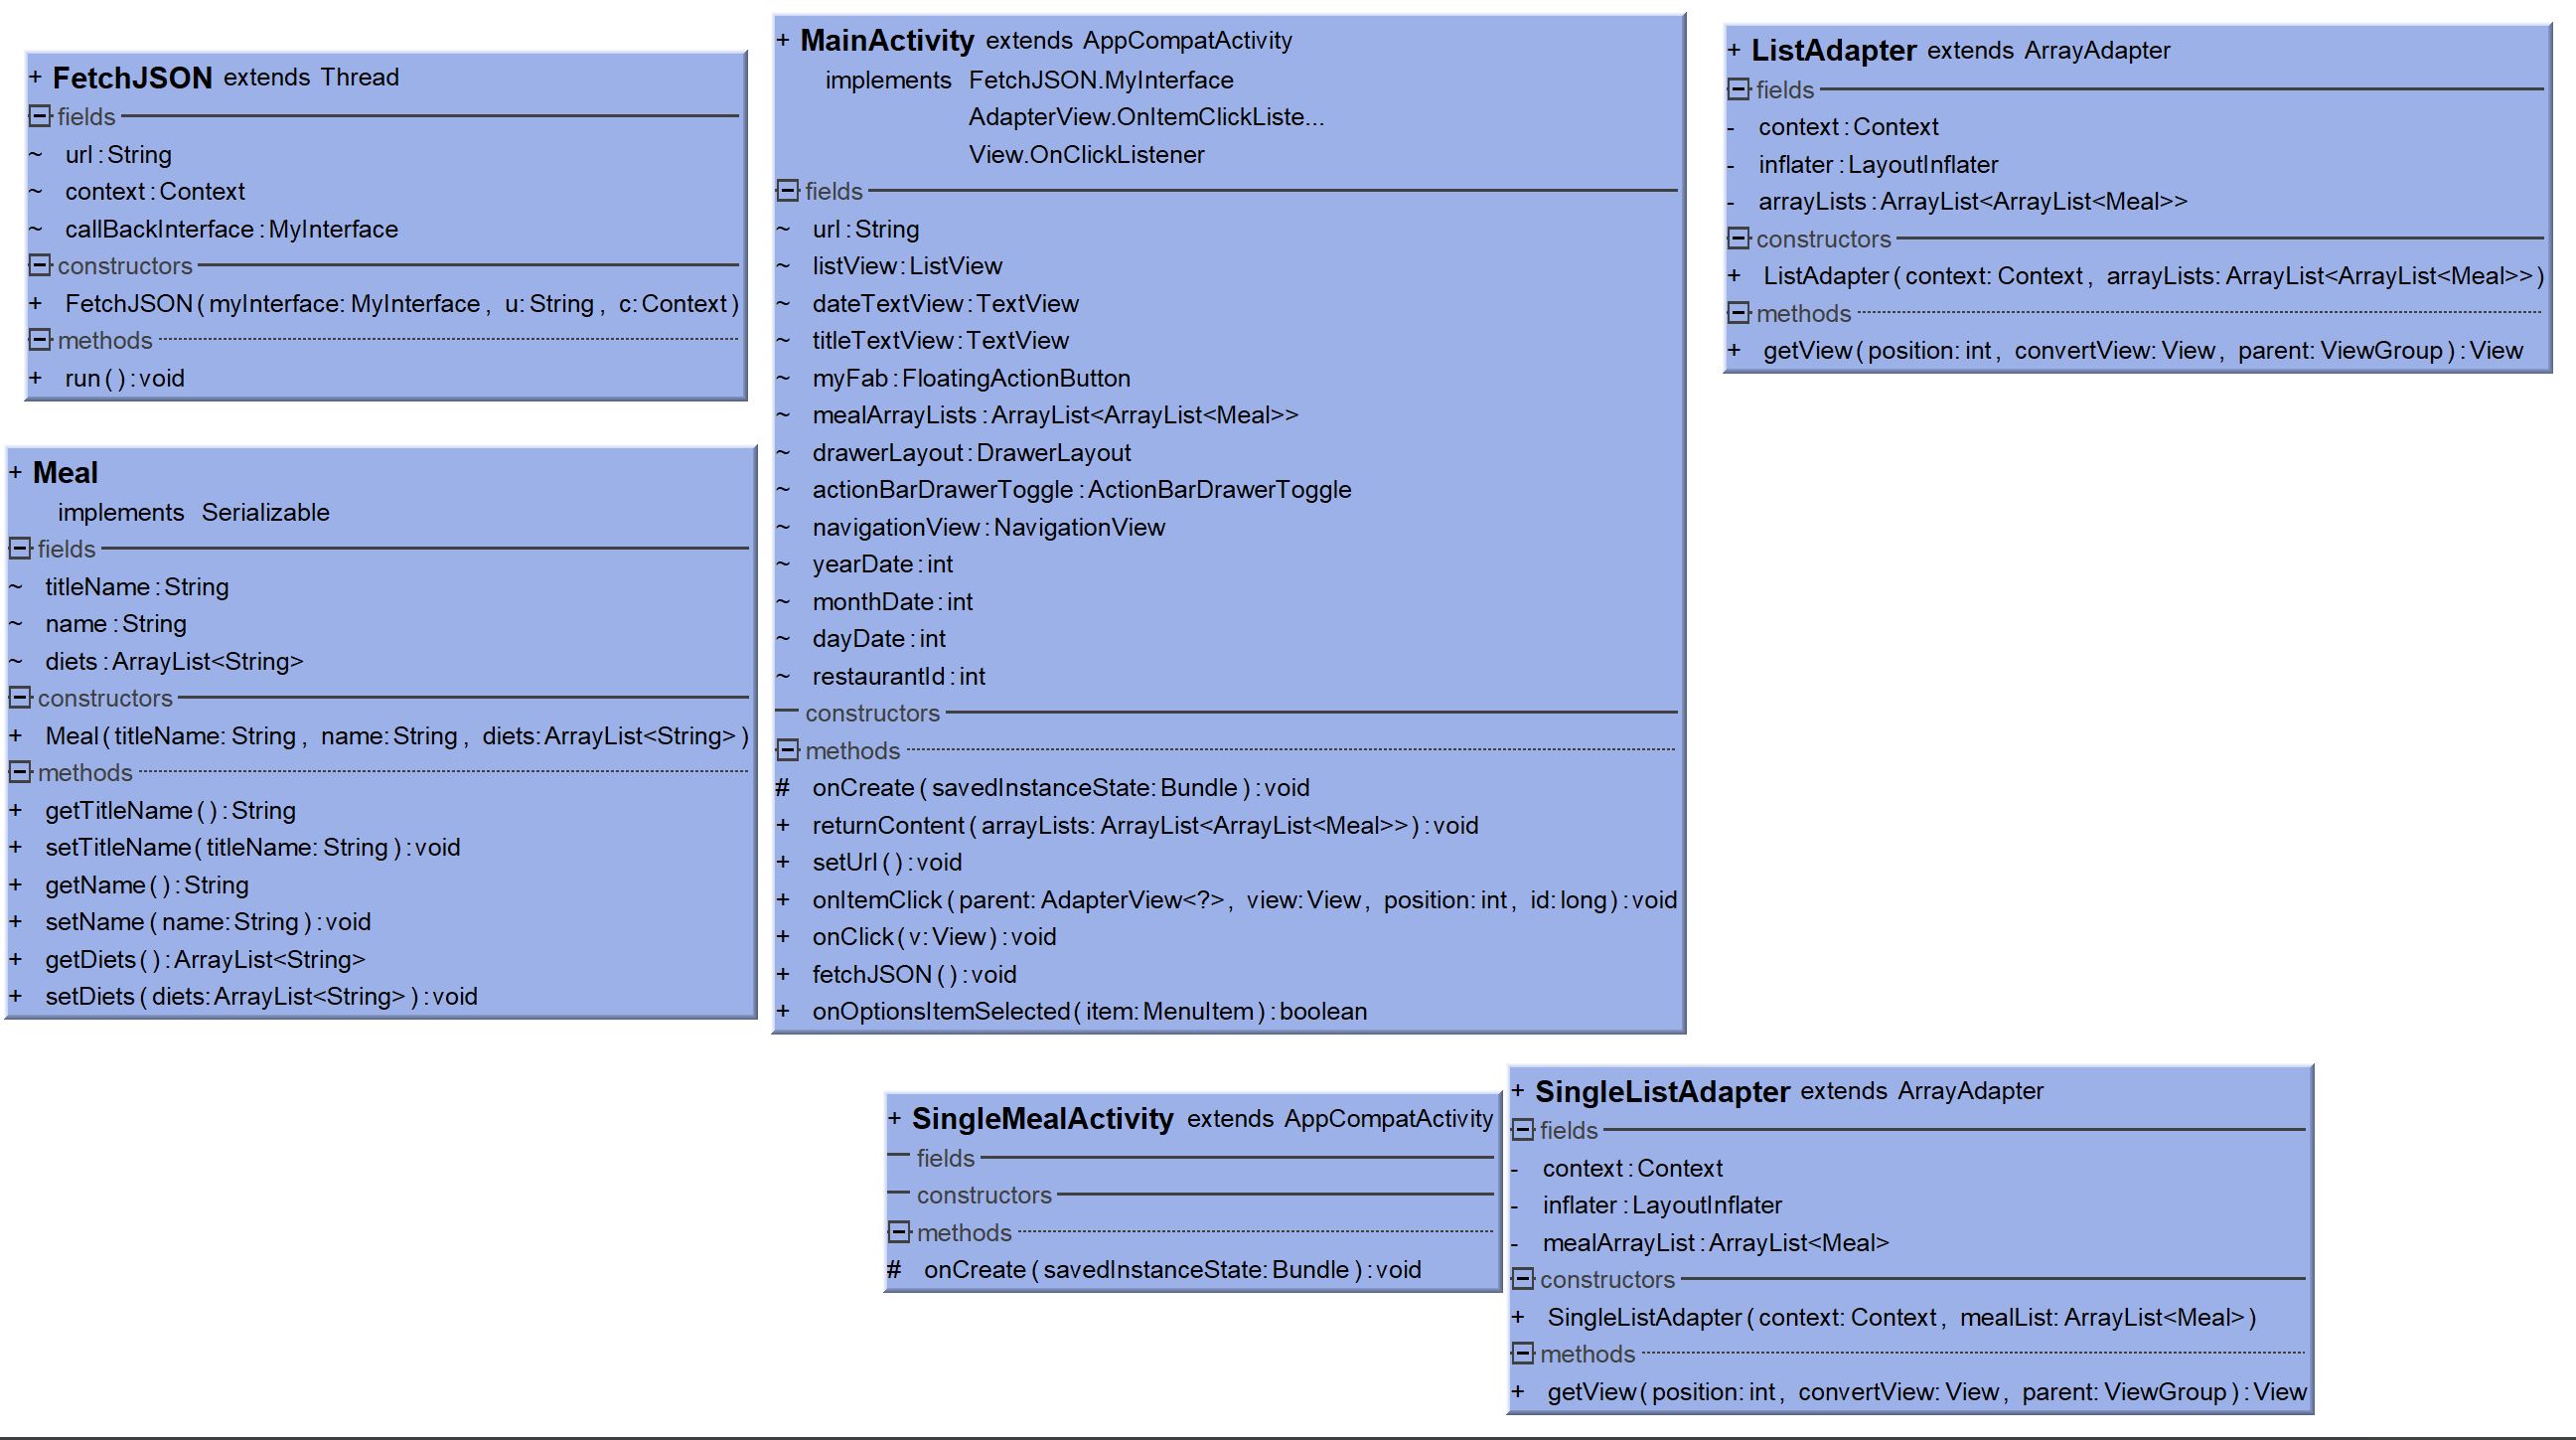 + FetchJSON extends Thread
fields
~ url : String
~ context : Context
~ callBackInterface : MyInterface
constructors
+ FetchJSON ( myInterface: MyInterface , u: String , c: Context )
methods
+ run ( ) : void
+ Meal
implements Serializable
fields
~ titleName : String
~ name : String
~ diets : ArrayList<String>
constructors
+ Meal ( titleName: String , name: String , diets: ArrayList<String> )
methods
+ getTitleName ( ) : String
+ setTitleName ( titleName: String ) : void
+ getName ( ) : String
+ setName ( name: String ) : void
+ getDiets ( ) : ArrayList<String>
+ setDiets ( diets: ArrayList<String> ) : void
+ MainActivity extends AppCompatActivity
implements FetchJSON.MyInterface
AdapterView.OnItemClickListe...
View.OnClickListener
fields
~ url : String
~ listView : ListView
~ dateTextView : TextView
~ titleTextView : TextView
~ myFab : FloatingActionButton
~ mealArrayLists : ArrayList<ArrayList<Meal>>
~ drawerLayout : DrawerLayout
~ actionBarDrawerToggle : ActionBarDrawerToggle
~ navigationView : NavigationView
~ yearDate : int
~ monthDate : int
~ dayDate : int
~ restaurantId : int
constructors
methods
# onCreate ( savedInstanceState: Bundle ) : void
+ returnContent ( arrayLists: ArrayList<ArrayList<Meal>> ) : void
+ setUrl ( ) : void
+ onItemClick ( parent: AdapterView<?> , view: View , position: int , id: long ) : void
+ onClick ( v: View ) : void
+ fetchJSON ( ) : void
+ onOptionsItemSelected ( item: MenuItem ) : boolean
+ ListAdapter extends ArrayAdapter
fields
- context : Context
- inflater : LayoutInflater
- arrayLists : ArrayList<ArrayList<Meal>>
constructors
+ ListAdapter ( context: Context , arrayLists: ArrayList<ArrayList<Meal>> )
methods
+ getView ( position: int , convertView: View , parent: ViewGroup ) : View
+ SingleMealActivity extends AppCompatActivity
fields
constructors
methods
# onCreate ( savedInstanceState: Bundle ) : void
+ SingleListAdapter extends ArrayAdapter
fields
- context : Context
- inflater : LayoutInflater
- mealArrayList : ArrayList<Meal>
constructors
+ SingleListAdapter ( context: Context , mealList: ArrayList<Meal> )
methods
+ getView ( position: int , convertView: View , parent: ViewGroup ) : View